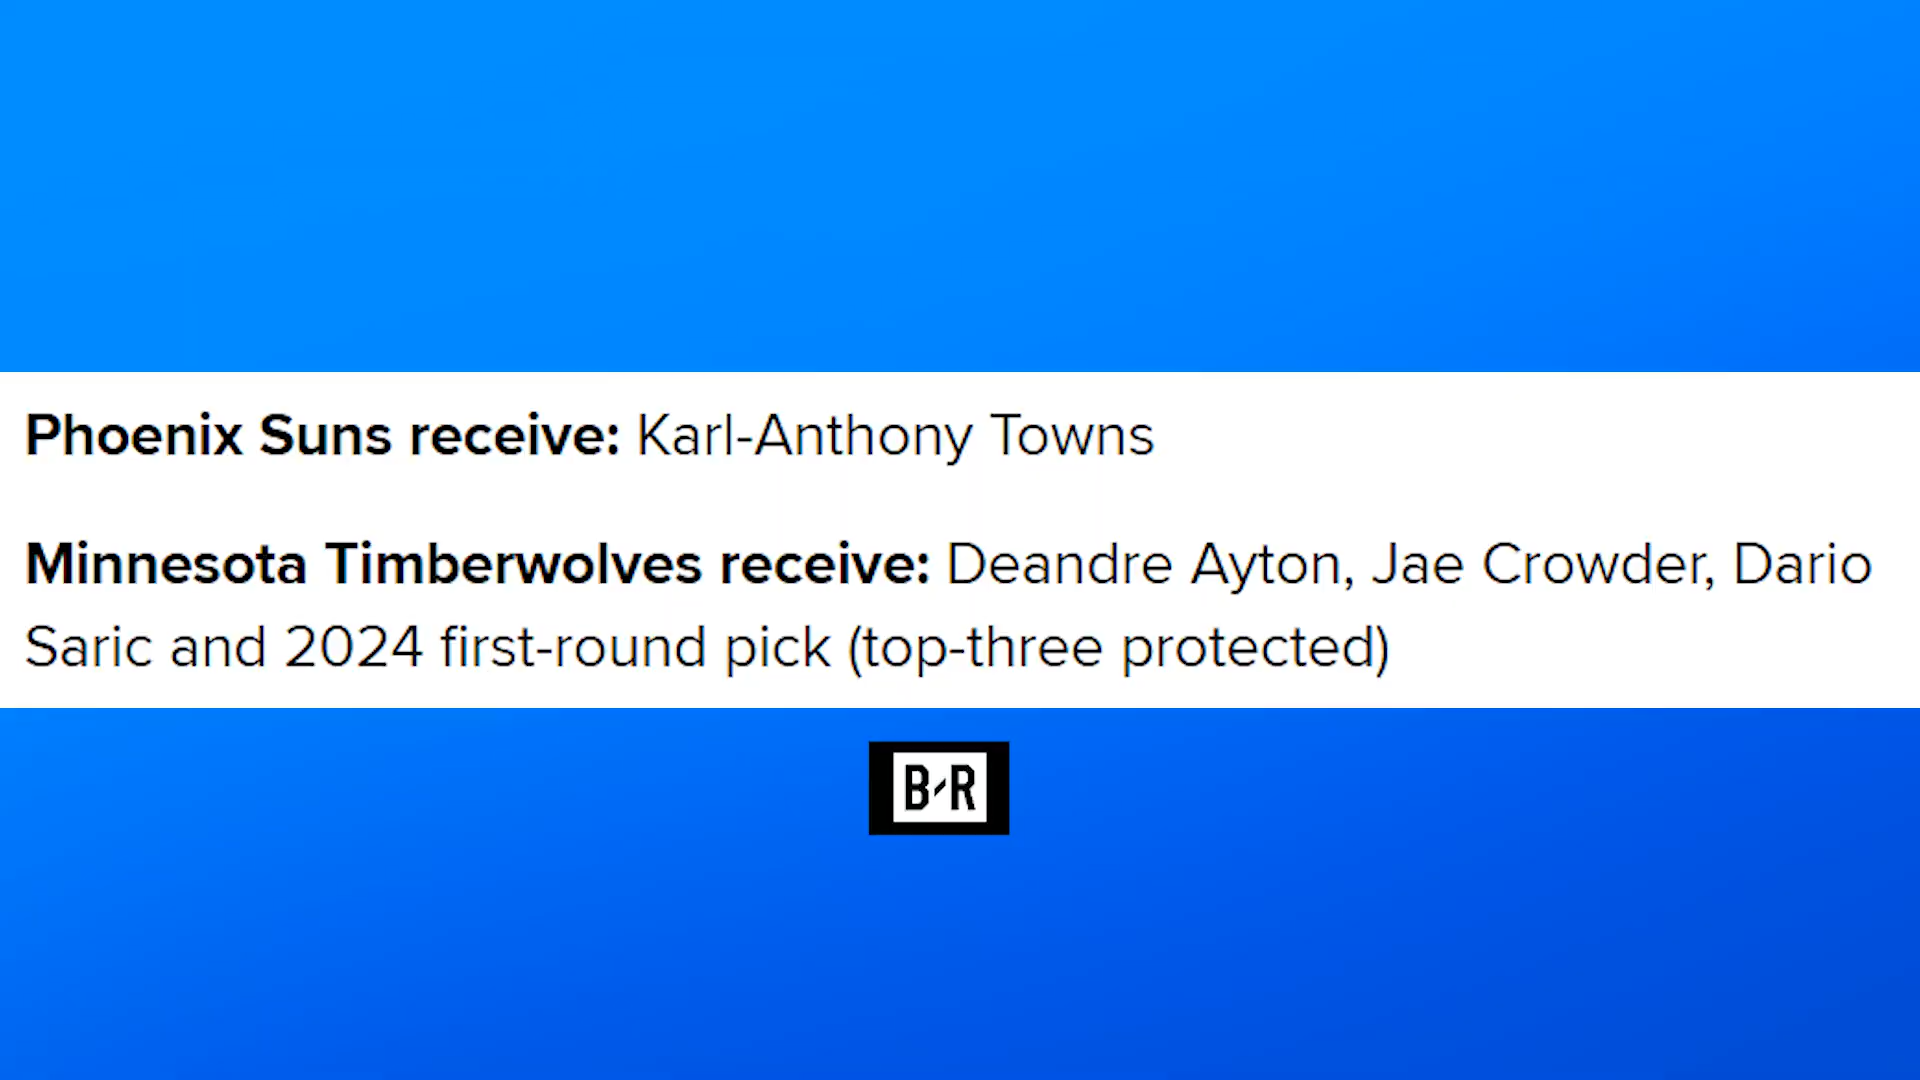 Phoenix Suns receive: Karl-Anthony Towns
Minnesota Timberwolves receive: Deandre Ayton, Jae Crowder, Dario
Saric and 2024 first-round pick (top-three protected)
B/R